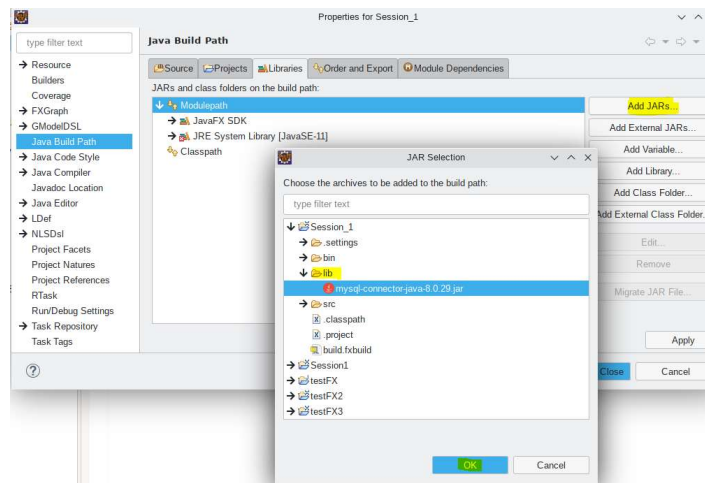 Properties for Session_1
type filter text
Java Build Path
Resource
Builders
Coverage
FXGraph
GModelDSL
Java Build Path
Java Code Style
Java Compiler
Javadoc Location
Java Editor
LDef
NLSDsl
Project Facets
Project Natures
Project References
RTask
Run/Debug Settings
Task Repository
Task Tags
Source
Projects
Libraries
Order and Export
Module Dependencies
JARs and class folders on the build path:
Modulepath
JavaFX SDK
JRE System Library [JavaSE-11]
Classpath
Add JARs...
Add External JARs...
Add Variable...
Add Library...
Add Class Folder...
Add External Class Folder.
Edit...
Remove
Migrate JAR File...
Apply
Close
Cancel
JAR Selection
Choose the archives to be added to the build path:
type filter text
Session_1
.settings
bin
lib
mysql-connector-java-8.0.29.jar
src
.classpath
.project
build.fxbuild
Session1
testFX
testFX2
testFX3
OK
Cancel